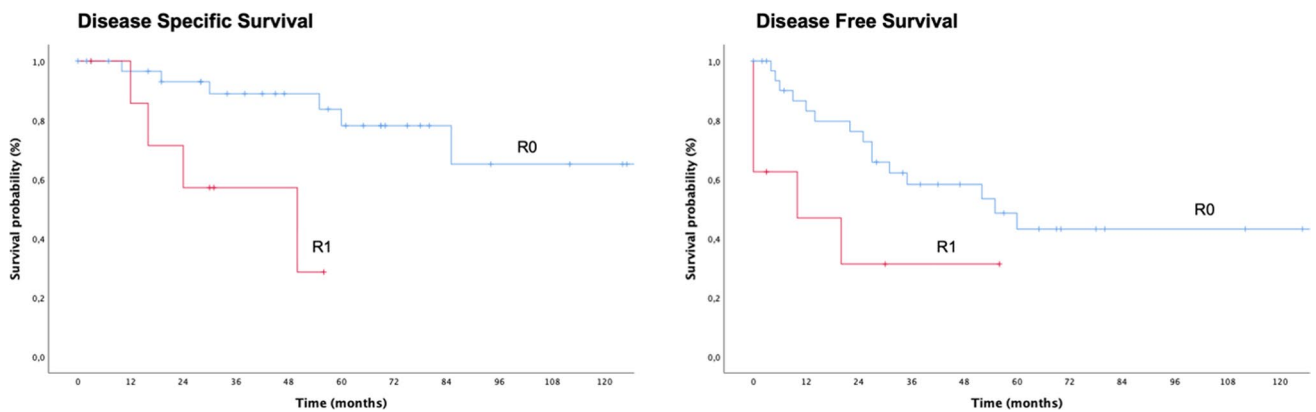 Disease Specific Survival
Survival probability (%)
1,0
0,8
0,6
0,4
0,2
0,0
R0
R1
0 12 24 36 48 60 72 84 96 108 120
Time (months)
Disease Free Survival
Survival probability (%)
1,0
0,8
0,6
0,4
0,2
0,0
R0
R1
0 12 24 36 48 60 72 84 96 108 120
Time (months)